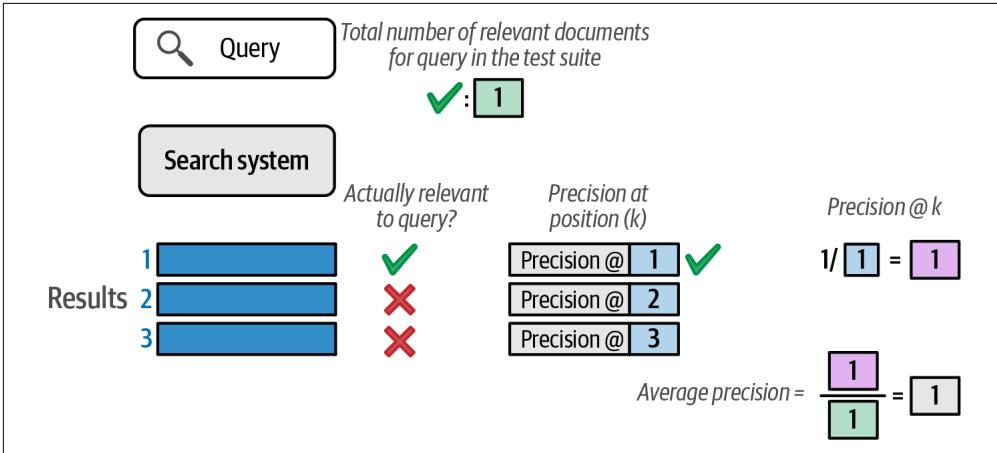 Query
Total number of relevant documents
for query in the test suite
: 1
Search system
Actually relevant
to query?
Precision at
position (k)
Precision @ k
Results
1
Precision @ 1
1/ 1 = 1
2
Precision @ 2
3
Precision @ 3
Average precision =
1
1
= 1